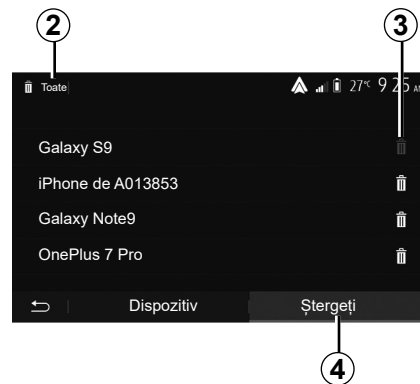 2 3
Toate 27°C 9 25 AM
Galaxy S9
iPhone de A013853
Galaxy Note9
OnePlus 7 Pro
Dispozitiv Ștergeți
4